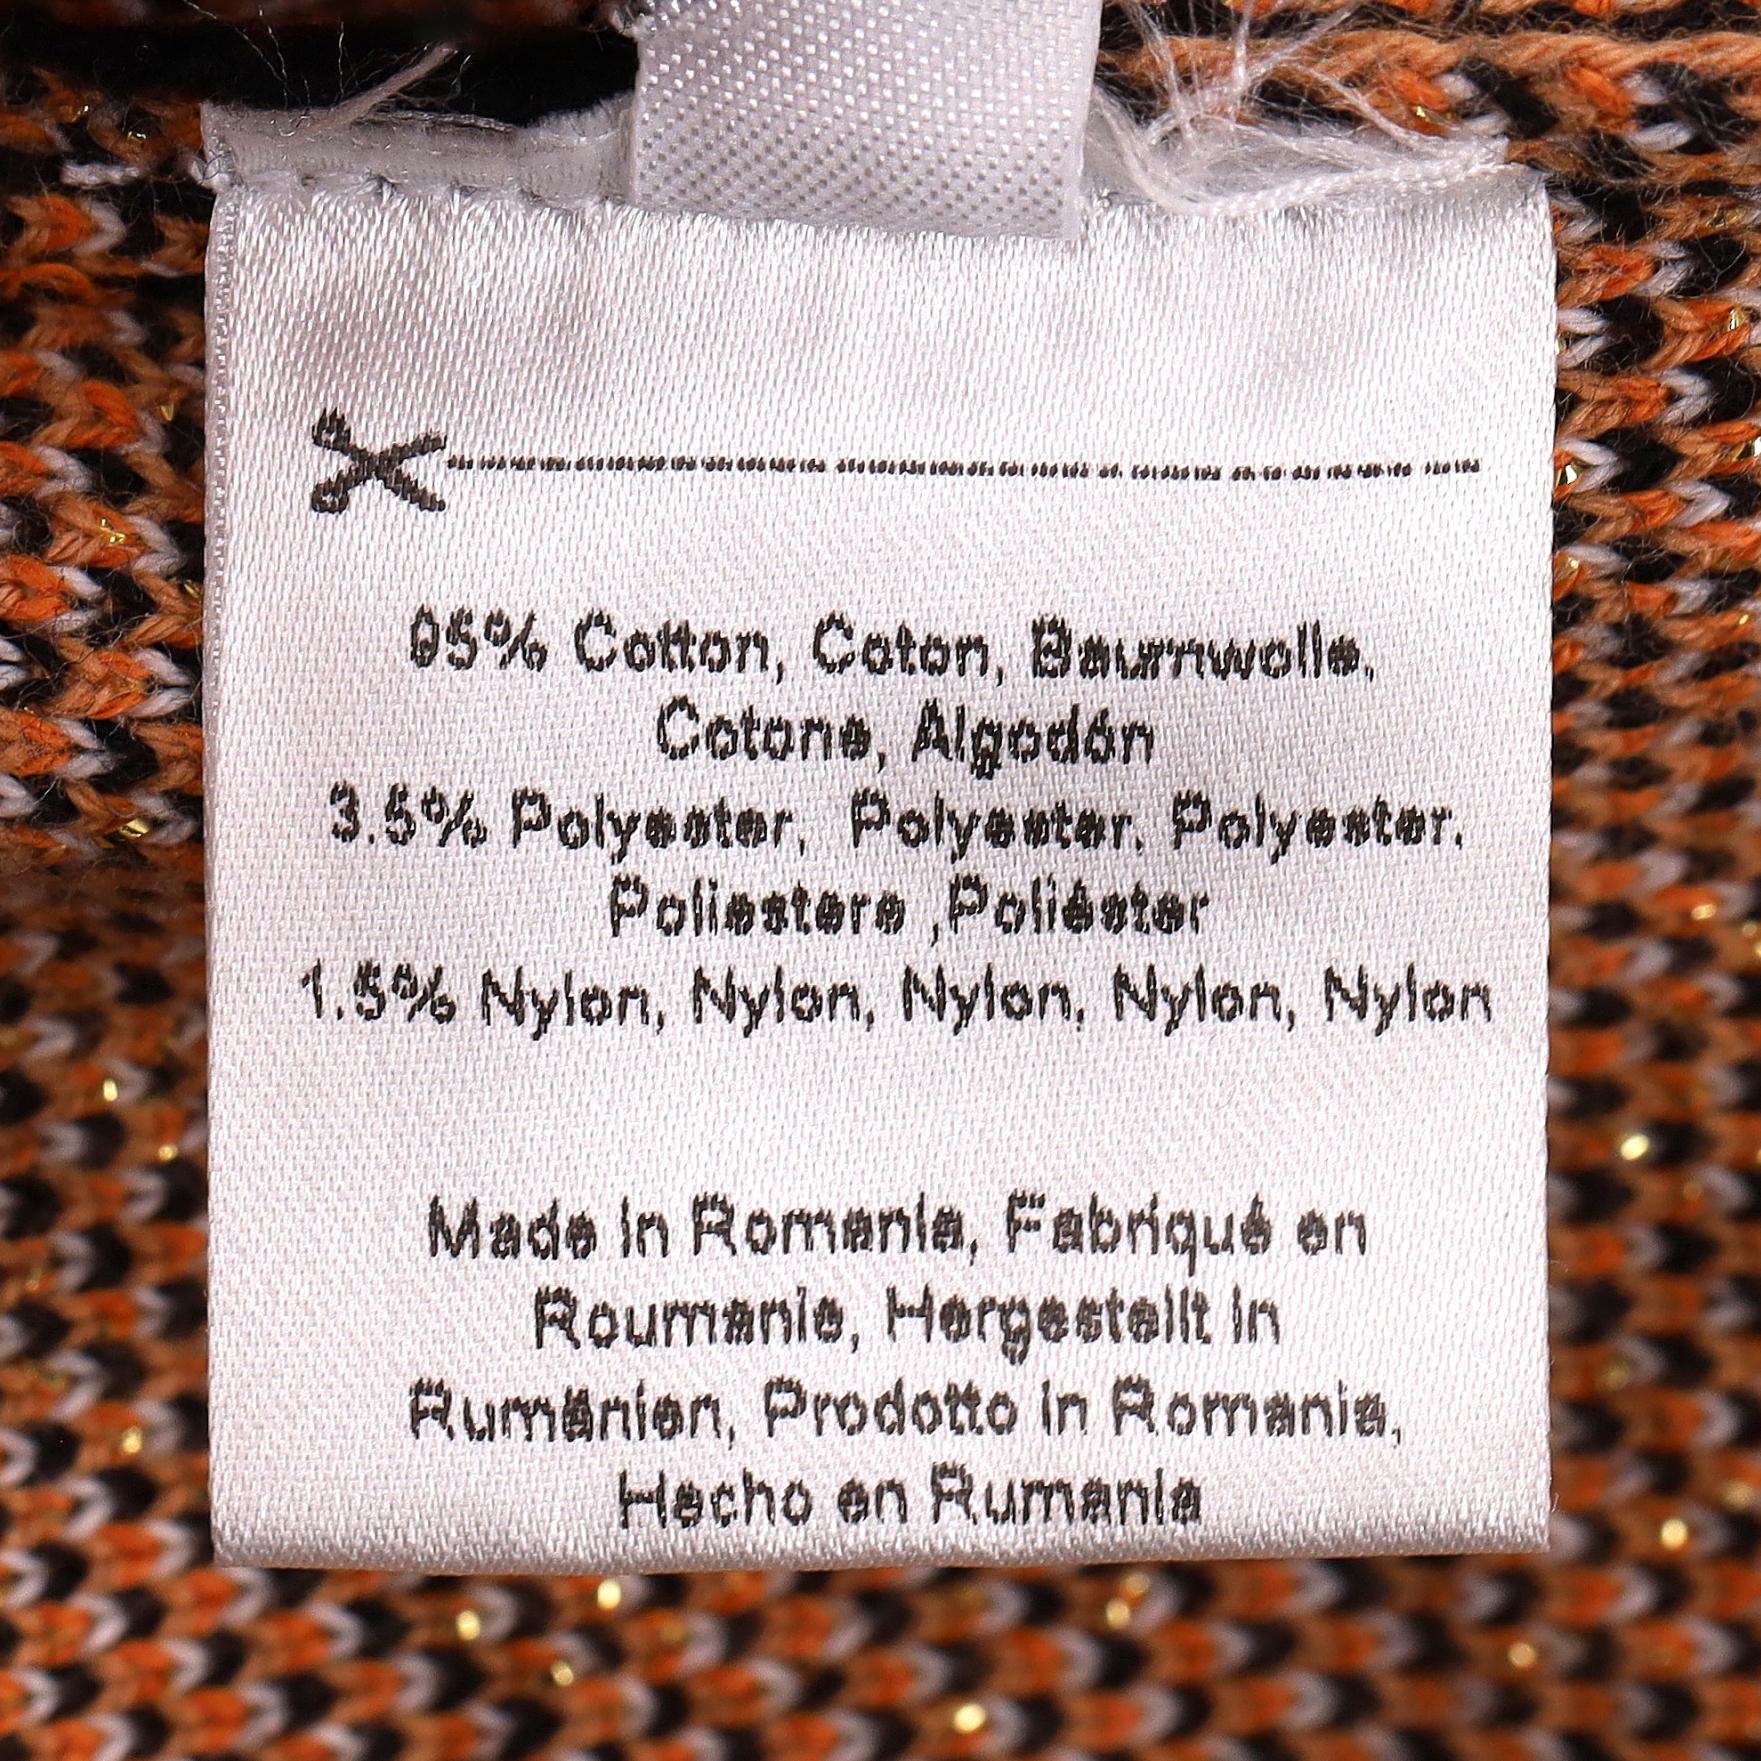 95% Cotton, Coton, Baumwolle,
Cotone, Algodón
3.5% Polyester, Polyester, Polyester,
Poliestere ,Poliéster
1.5% Nylon, Nylon, Nylon, Nylon, Nylon
Made in Romania, Fabriqué en
Roumanie, Hergestellt in
Rumänien, Prodotto in Romania,
Hecho en Rumania